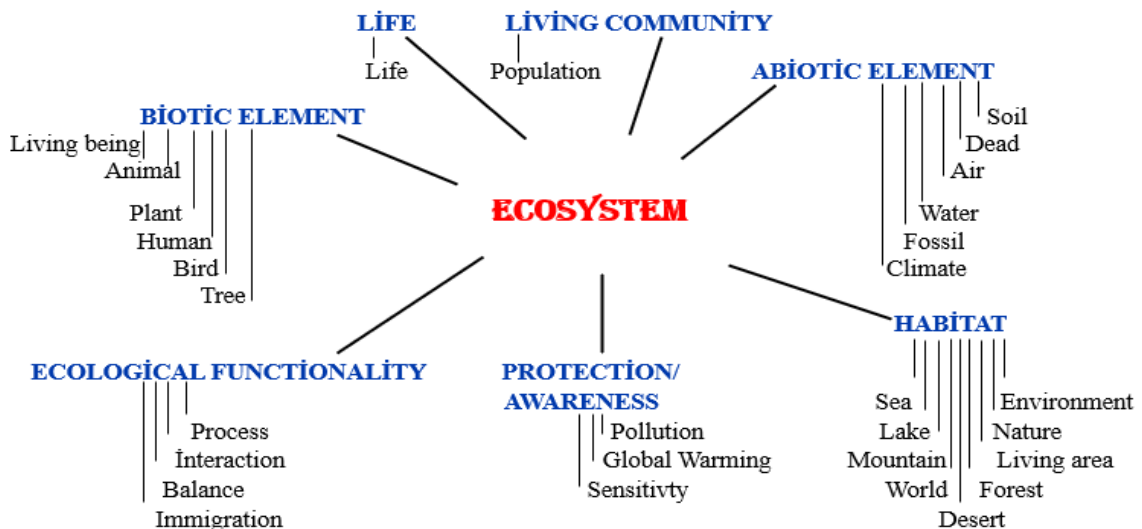 LİFE
Life
LİVİNG COMMUNITY
Population
ABİOTİC ELEMENT
Soil
Dead
Air
Water
Fossil
Climate
BİOTİC ELEMENT
Living being
Animal
Plant
Human
Bird
Tree
ECOSYSTEM
ECOLOGİCAL FUNCTİONALİTY
Process
İnteraction
Balance
Immigration
PROTECTİON/
AWARENESS
Pollution
Global Warming
Sensitivty
HABİTAT
Sea
Lake
Mountain
World
Desert
Forest
Living area
Nature
Environment